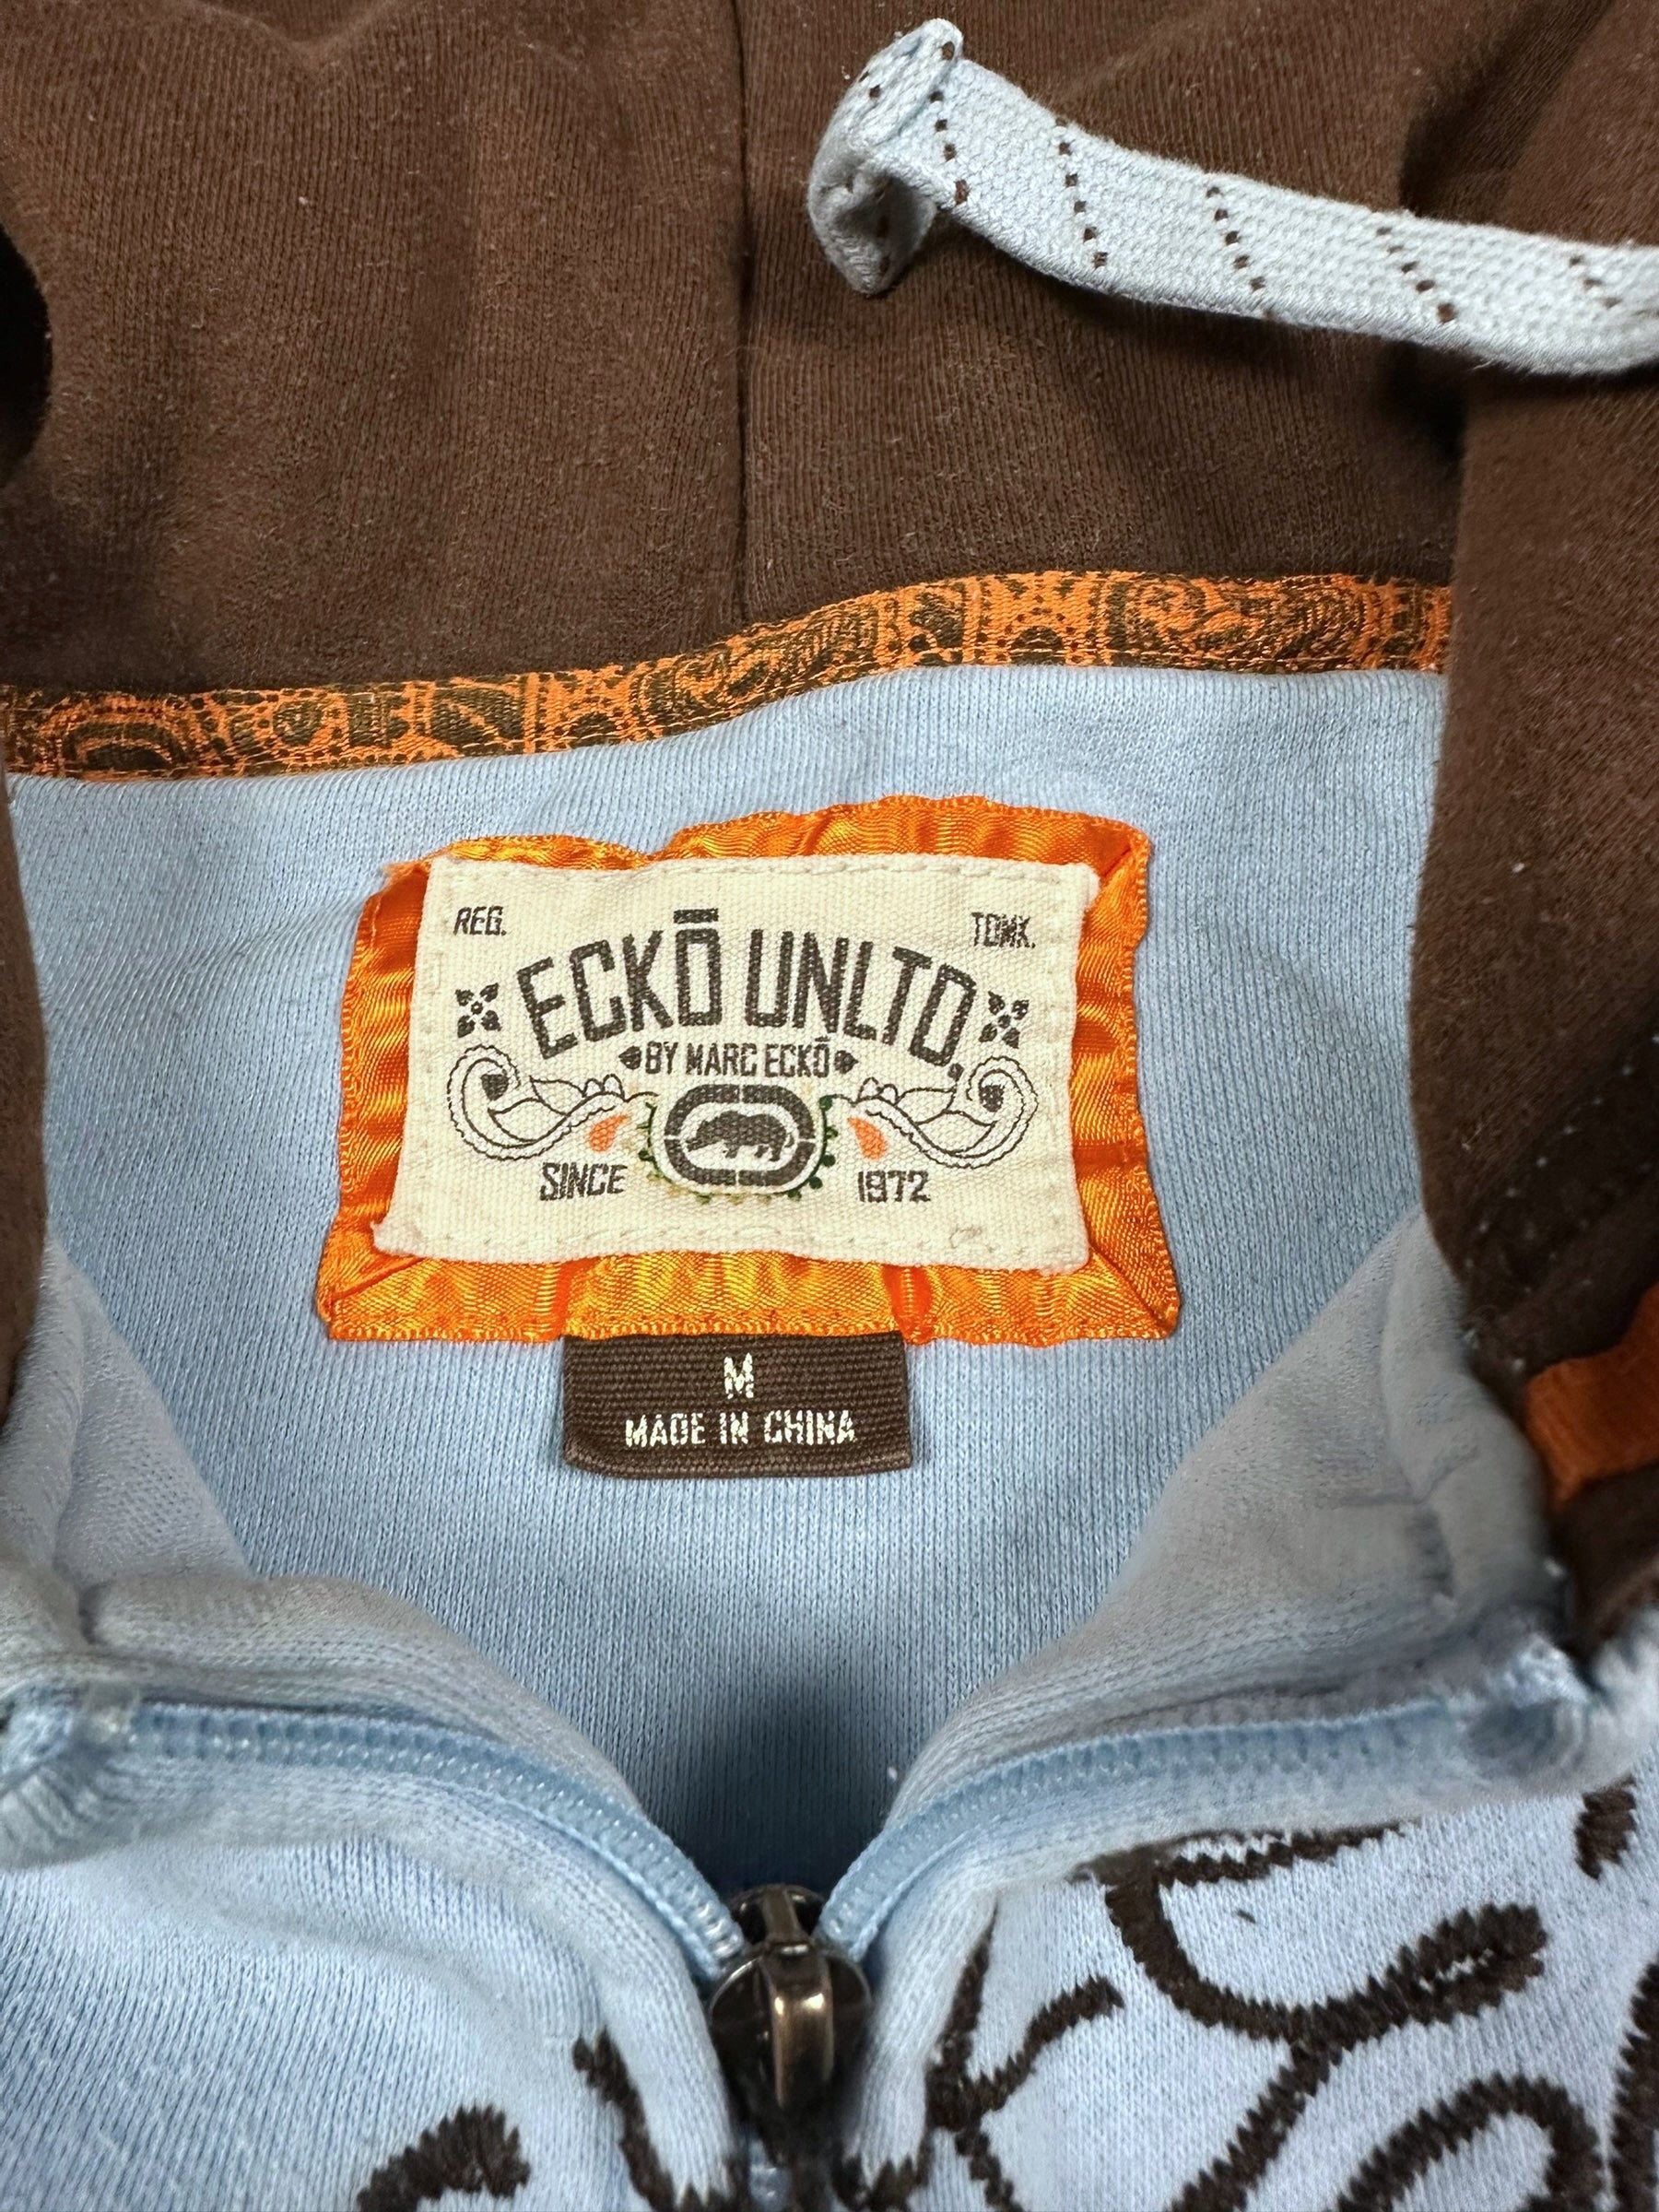 REG. TDMK.
ECKŌ UNLTD,
BY MARC ECKŌ
SINCE 1972
M
MADE IN CHINA